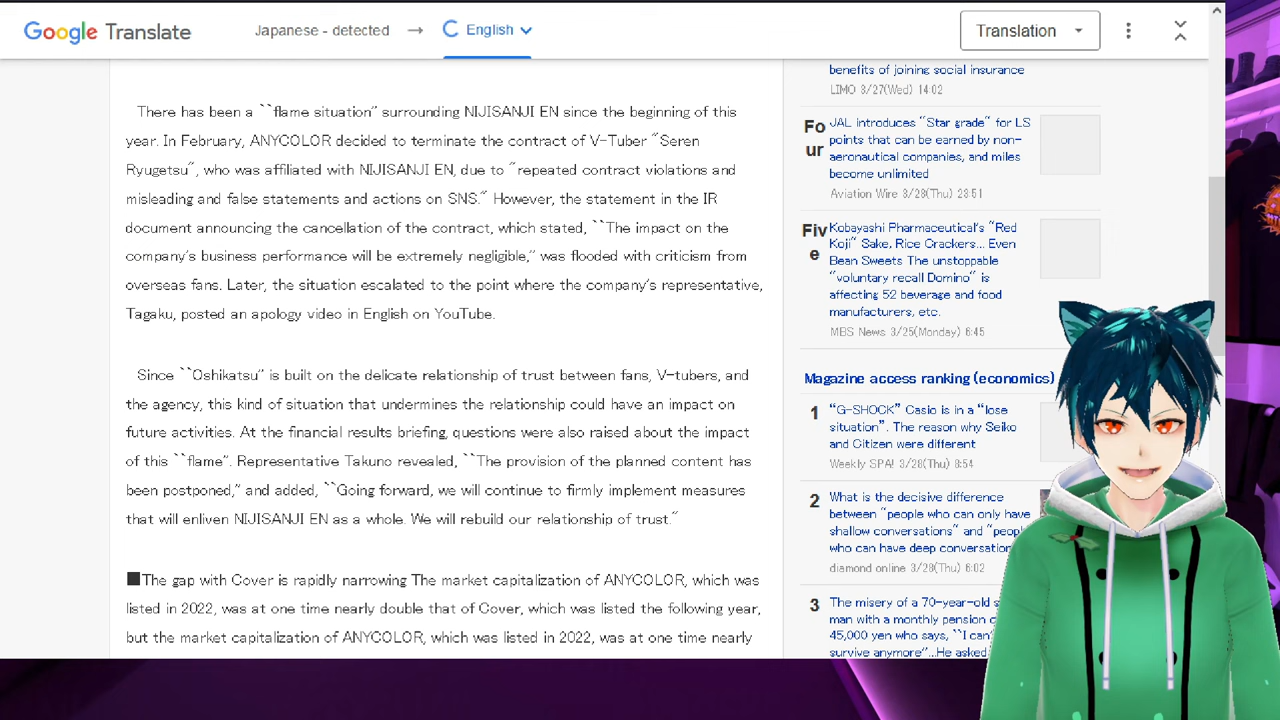 Google Translate
Japanese - detected → English
Translation
There has been a ``flame situation'' surrounding NIJISANJI EN since the beginning of this
year. In February, ANYCOLOR decided to terminate the contract of V-Tuber "Seren
Ryugetsu", who was affiliated with NIJISANJI EN, due to "repeated contract violations and
misleading and false statements and actions on SNS." However, the statement in the IR
document announcing the cancellation of the contract, which stated, ``The impact on the
company's business performance will be extremely negligible,'' was flooded with criticism from
overseas fans. Later, the situation escalated to the point where the company's representative,
Tagaku, posted an apology video in English on YouTube.
Since ``Oshikatsu'' is built on the delicate relationship of trust between fans, V-tubers, and
the agency, this kind of situation that undermines the relationship could have an impact on
future activities. At the financial results briefing, questions were also raised about the impact
of this ``flame''. Representative Takuno revealed, ``The provision of the planned content has
been postponed,'' and added, ``Going forward, we will continue to firmly implement measures
that will enliven NIJISANJI EN as a whole. We will rebuild our relationship of trust.''
■The gap with Cover is rapidly narrowing The market capitalization of ANYCOLOR, which was
listed in 2022, was at one time nearly double that of Cover, which was listed the following year,
but the market capitalization of ANYCOLOR, which was listed in 2022, was at one time nearly
benefits of joining social insurance
LIMO 3/27(Wed) 14:02
Fo
ur
JAL introduces "Star grade" for LS
points that can be earned by non-
aeronautical companies, and miles
become unlimited
Aviation Wire 3/28(Thu) 23:51
Fiv
e
Kobayashi Pharmaceutical's "Red
Koji" Sake, Rice Crackers... Even
Bean Sweets The unstoppable
"voluntary recall Domino" is
affecting 52 beverage and food
manufacturers, etc.
MBS News 3/25(Monday) 6:45
Magazine access ranking (economics)
1
"G-SHOCK" Casio is in a "lose
situation". The reason why Seiko
and Citizen were different
Weekly SPA! 3/28(Thu) 8:54
2
What is the decisive difference
between "people who can only have
shallow conversations" and "people
who can have deep conversation
diamond online 3/28(Thu) 6:02
3
The misery of a 70-year-old
man with a monthly pension
45,000 yen who says, ``I can
survive anymore''...He asked